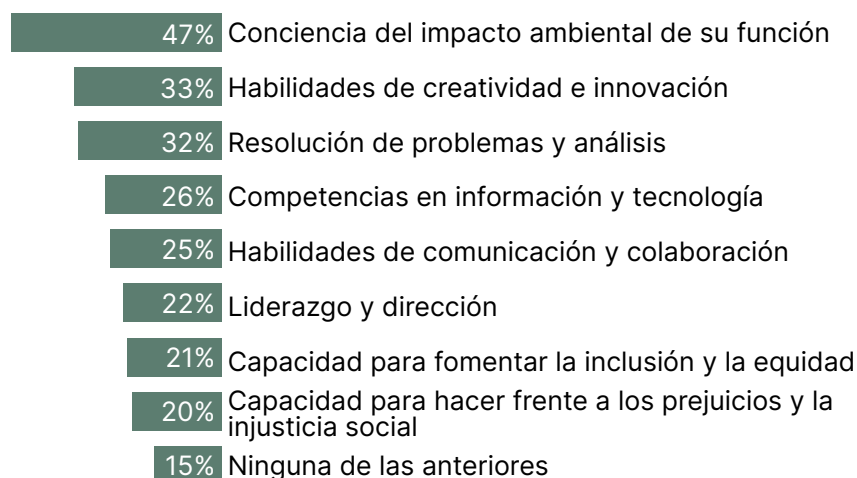 47% Conciencia del impacto ambiental de su función
33% Habilidades de creatividad e innovación
32% Resolución de problemas y análisis
26% Competencias en información y tecnología
25% Habilidades de comunicación y colaboración
22% Liderazgo y dirección
21% Capacidad para fomentar la inclusión y la equidad
20% Capacidad para hacer frente a los prejuicios y la
injusticia social
15% Ninguna de las anteriores